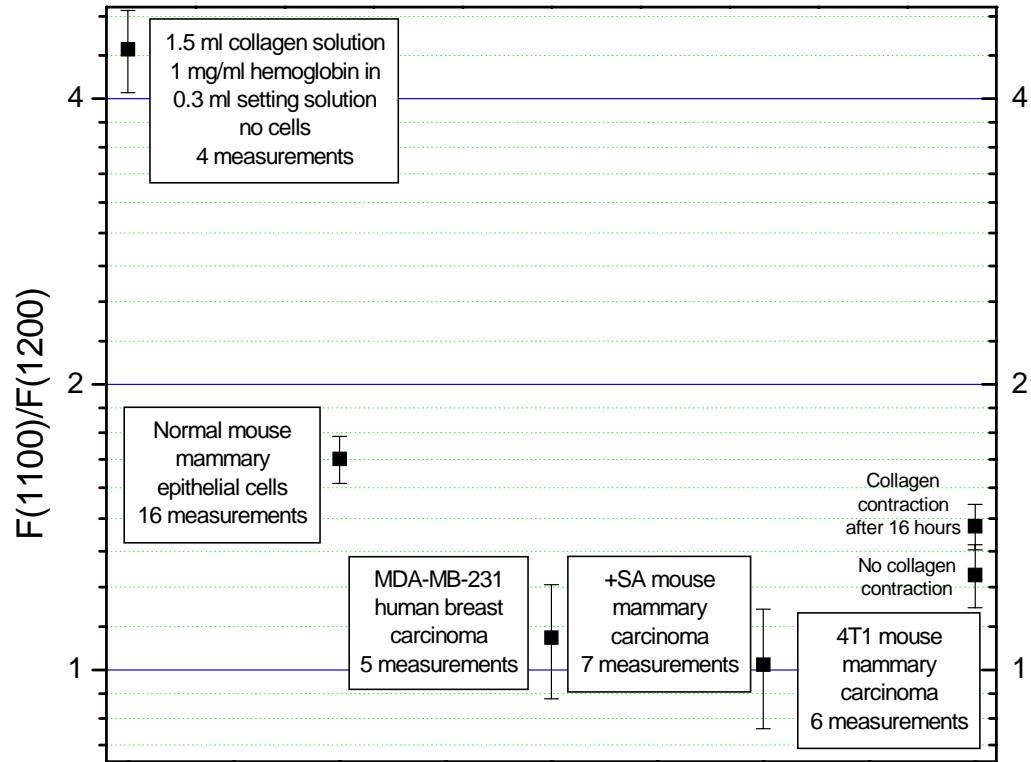 1.5 ml collagen solution
1 mg/ml hemoglobin in
0.3 ml setting solution
no cells
4 measurements
4
4
F(1100)/F(1200)
2
2
Normal mouse
mammary
epithelial cells
16 measurements
Collagen
contraction
after 16 hours
No collagen
contraction
MDA-MB-231
human breast
carcinoma
5 measurements
+SA mouse
mammary
carcinoma
7 measurements
4T1 mouse
mammary
carcinoma
6 measurements
1
1